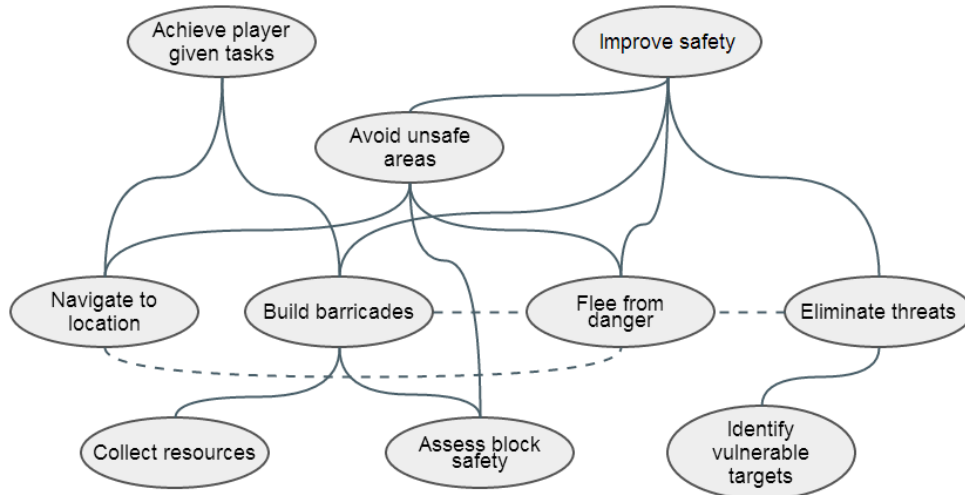 Achieve player
given tasks
Improve safety
Avoid unsafe
areas
Navigate to
location
Build barricades
Flee from
danger
Eliminate threats
Collect resources
Assess block
safety
Identify
vulnerable
targets